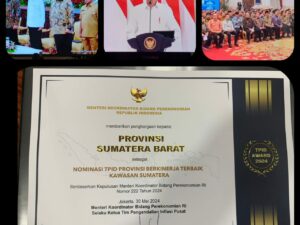 MENTERI KOORDINATOR BIDANG PEREKONOMIAN
REPUBLIK INDONESIA
memberikan penghargaan kepada:
PROVINSI
SUMATERA BARAT
sebagai
NOMINASI TPID PROVINSI BERKINERJA TERBAIK
KAWASAN SUMATERA
Berdasarkan Keputusan Menteri Koordinator Bidang Perekonomian RI
Nomor 222 Tahun 2024
Jakarta, 30 Mei 2024
Menteri Koordinator Bidang Perekonomian RI
Selaku Ketua Tim Pengendalian Inflasi Pusat
TPID
AWARD
2024